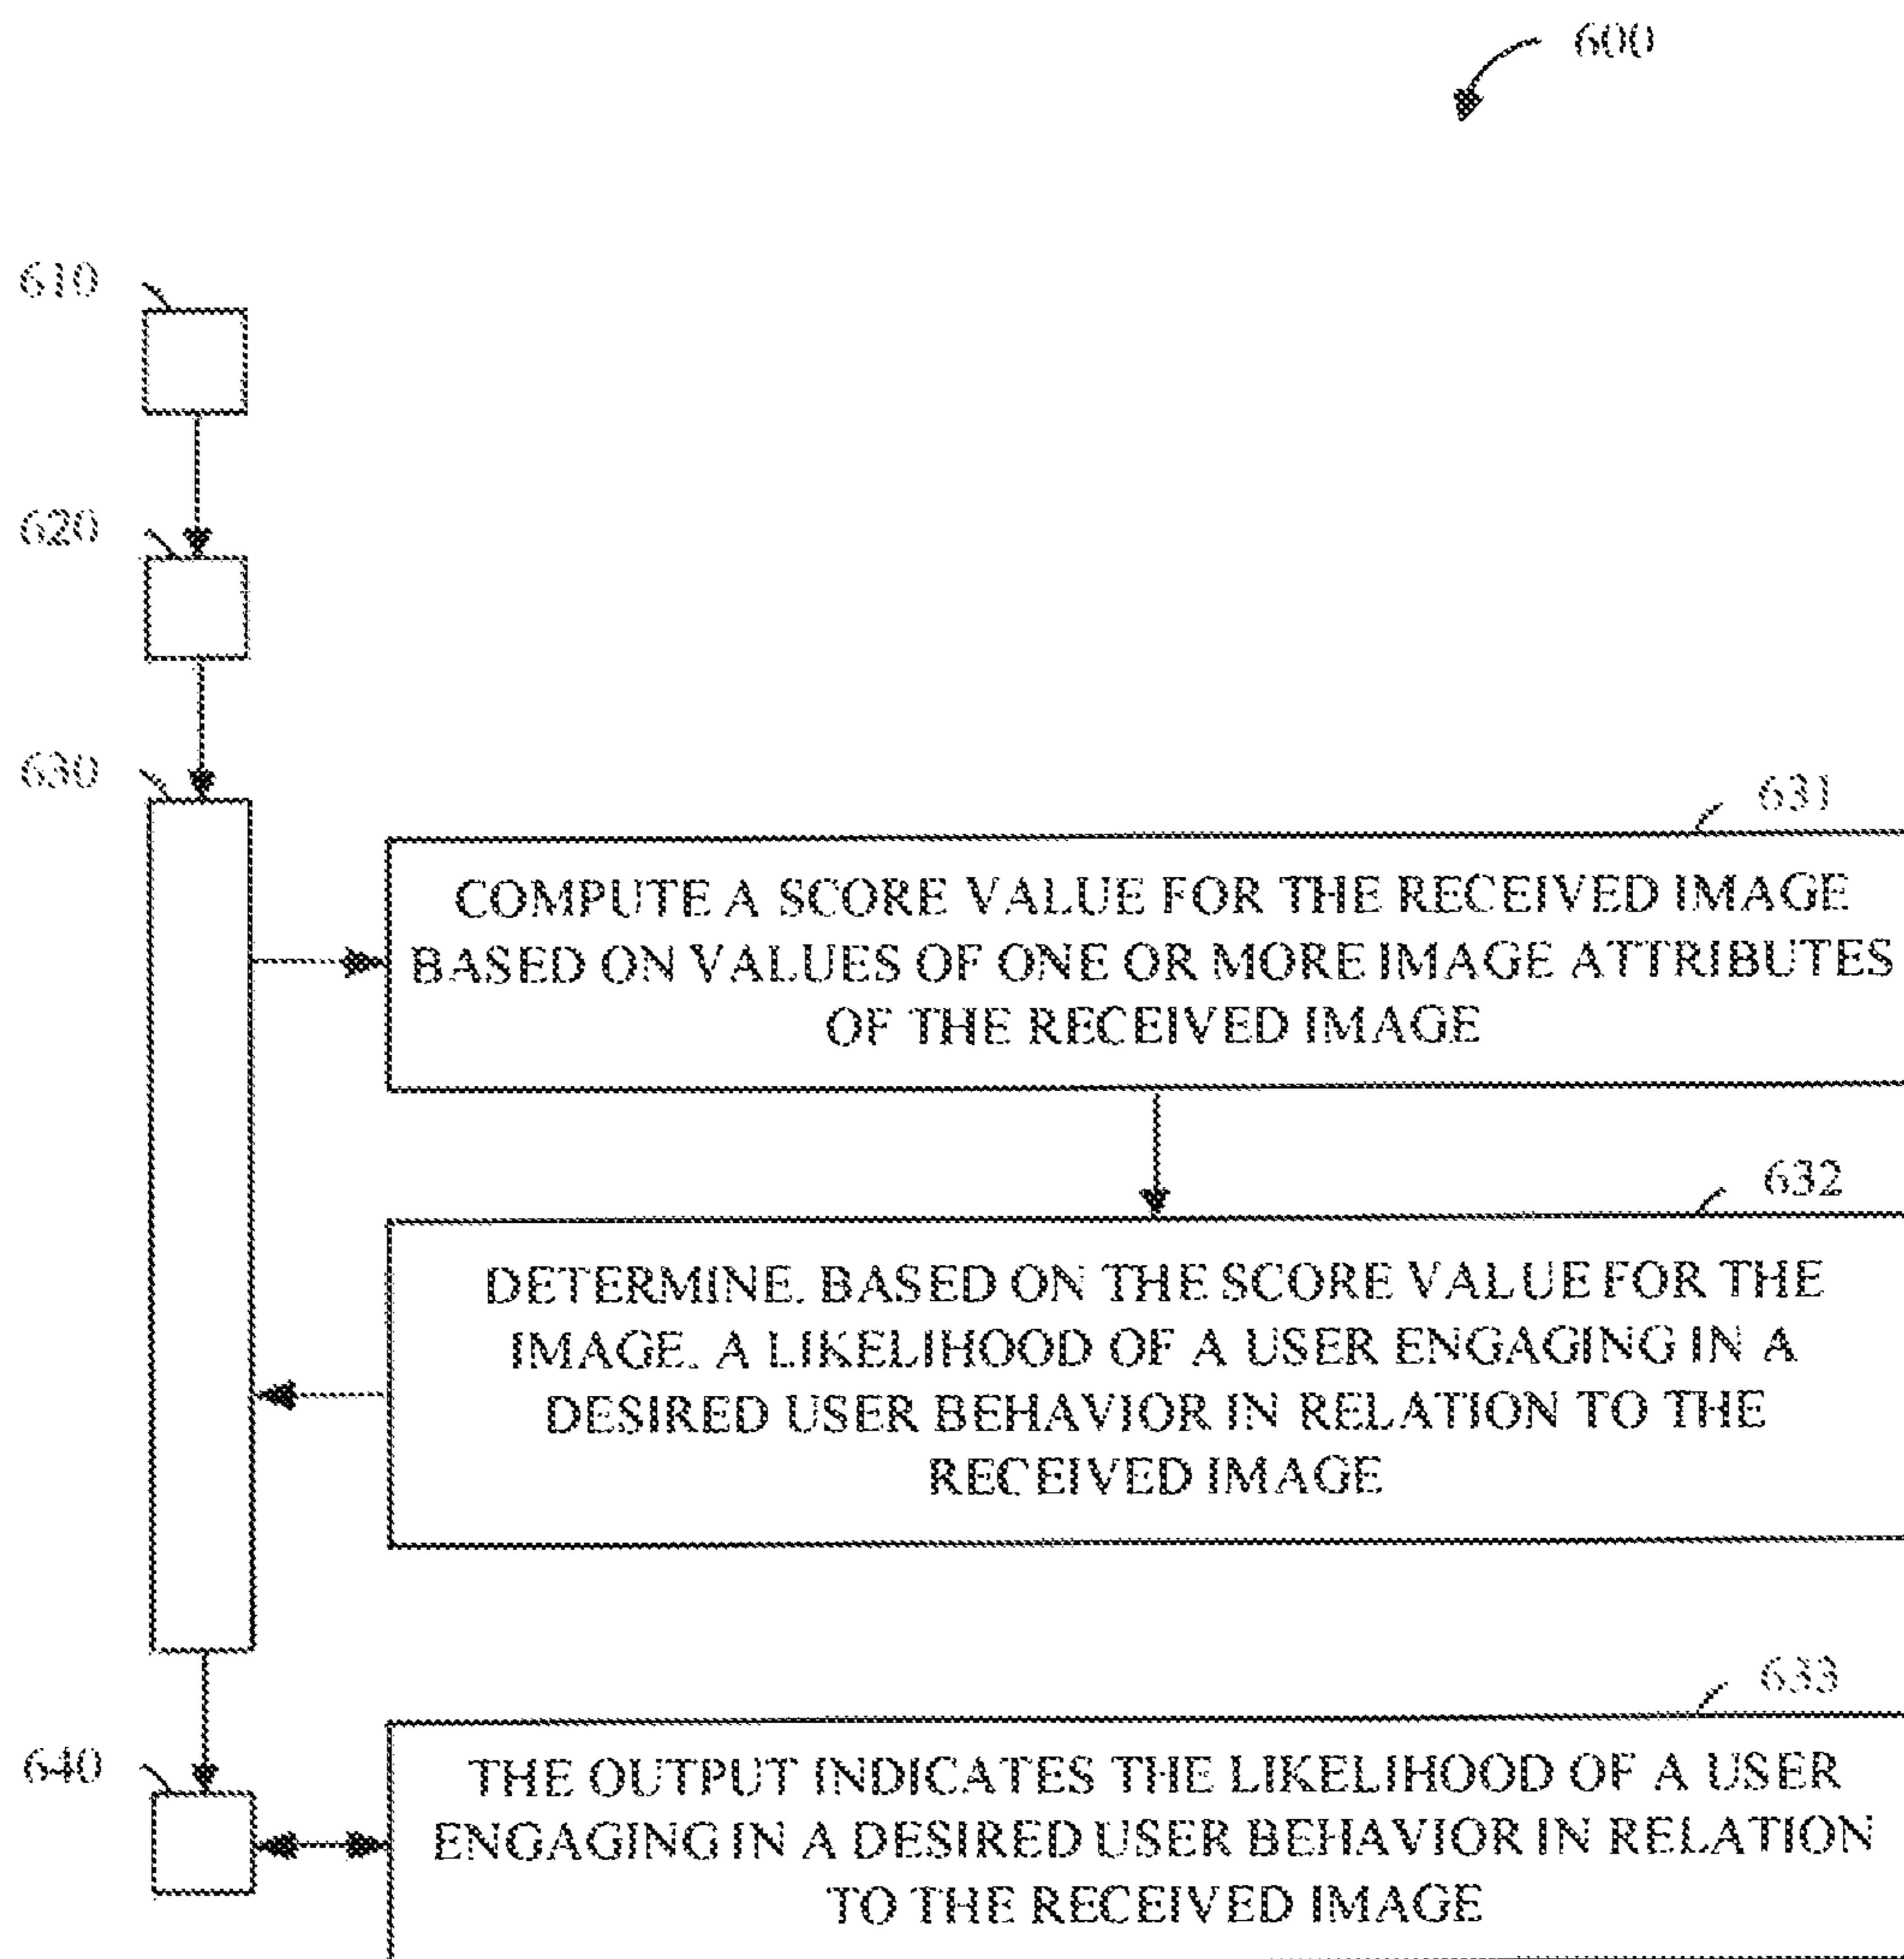 600
610
620
630
631
COMPUTE A SCORE VALUE FOR THE RECEIVED IMAGE
BASED ON VALUES OF ONE OR MORE IMAGE ATTRIBUTES
OF THE RECEIVED IMAGE
632
DETERMINE, BASED ON THE SCORE VALUE FOR THE
IMAGE, A LIKELIHOOD OF A USER ENGAGING IN A
DESIRED USER BEHAVIOR IN RELATION TO THE
RECEIVED IMAGE
633
640
THE OUTPUT INDICATES THE LIKELIHOOD OF A USER
ENGAGING IN A DESIRED USER BEHAVIOR IN RELATION
TO THE RECEIVED IMAGE